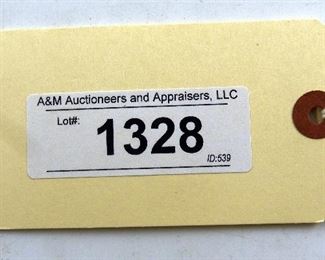 A&M Auctioneers and Appraisers, LLC
Lot#:
1328
ID:539